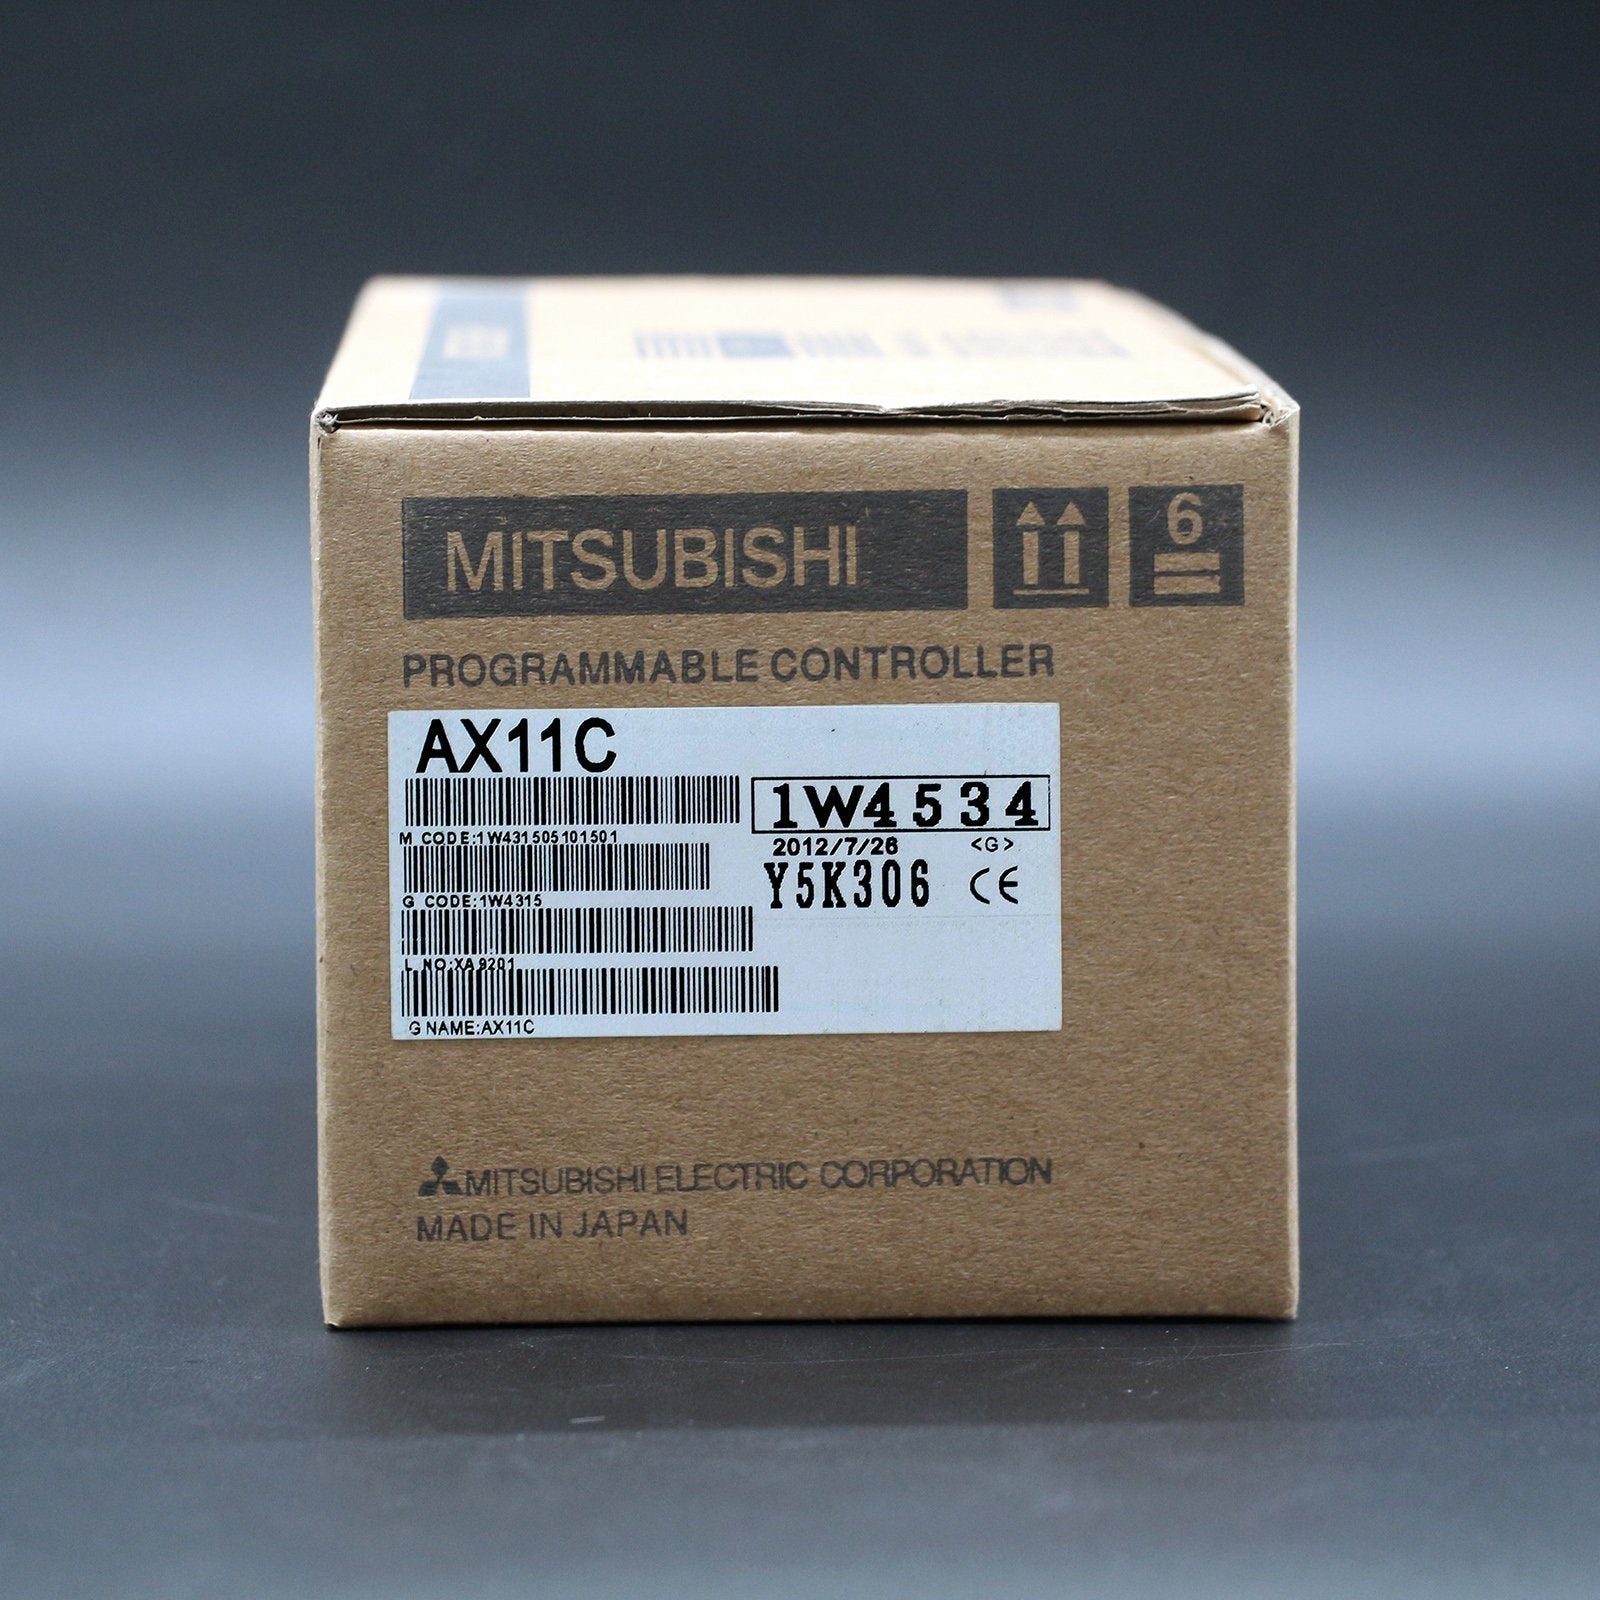 MITSUBISHI
6
PROGRAMMABLE CONTROLLER
AX11C
1W4534
M CODE:1W431505101501
2012/7/26 <G>
Y5K306 CE
G CODE:1W4315
L NO:XA9201
G NAME:AX11C
MITSUBISHI ELECTRIC CORPORATION
MADE IN JAPAN